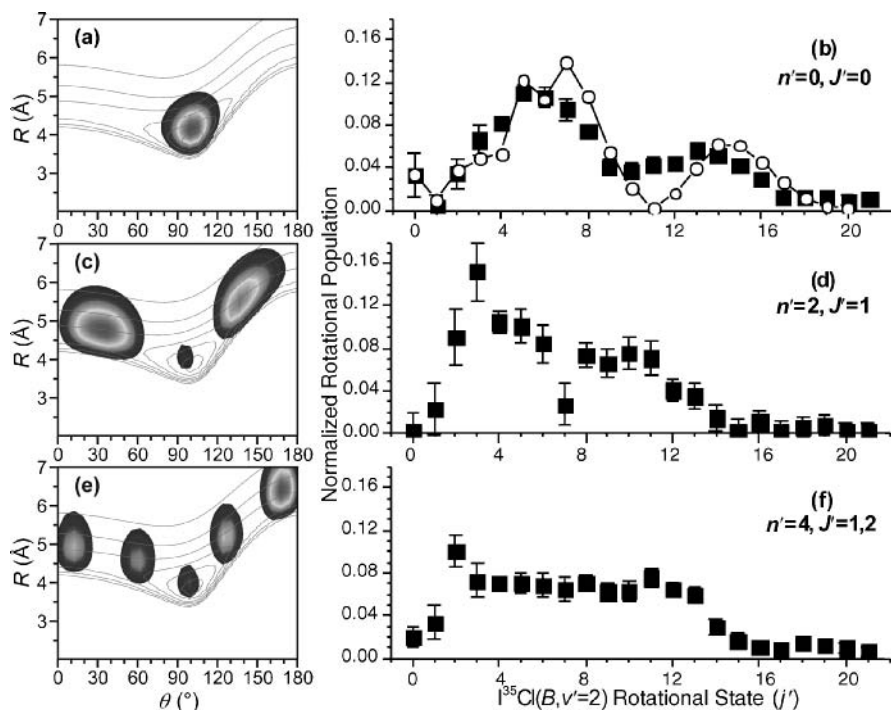 (a)
7
6
5
4
3
R (Å)
0 30 60 90 120 150 180
(b)
n'=0, J'=0
0.16
0.12
0.08
0.04
0.00
0 4 8 12 16 20
(c)
7
6
5
4
3
R (Å)
0 30 60 90 120 150 180
Normalized Rotational Population
(d)
n'=2, J'=1
0.16
0.12
0.08
0.04
0.00
0 4 8 12 16 20
(e)
7
6
5
4
3
R (Å)
0 30 60 90 120 150 180
θ (°)
(f)
n'=4, J'=1,2
0.16
0.12
0.08
0.04
0.00
0 4 8 12 16 20
I³⁵Cl(B,v'=2) Rotational State (j')